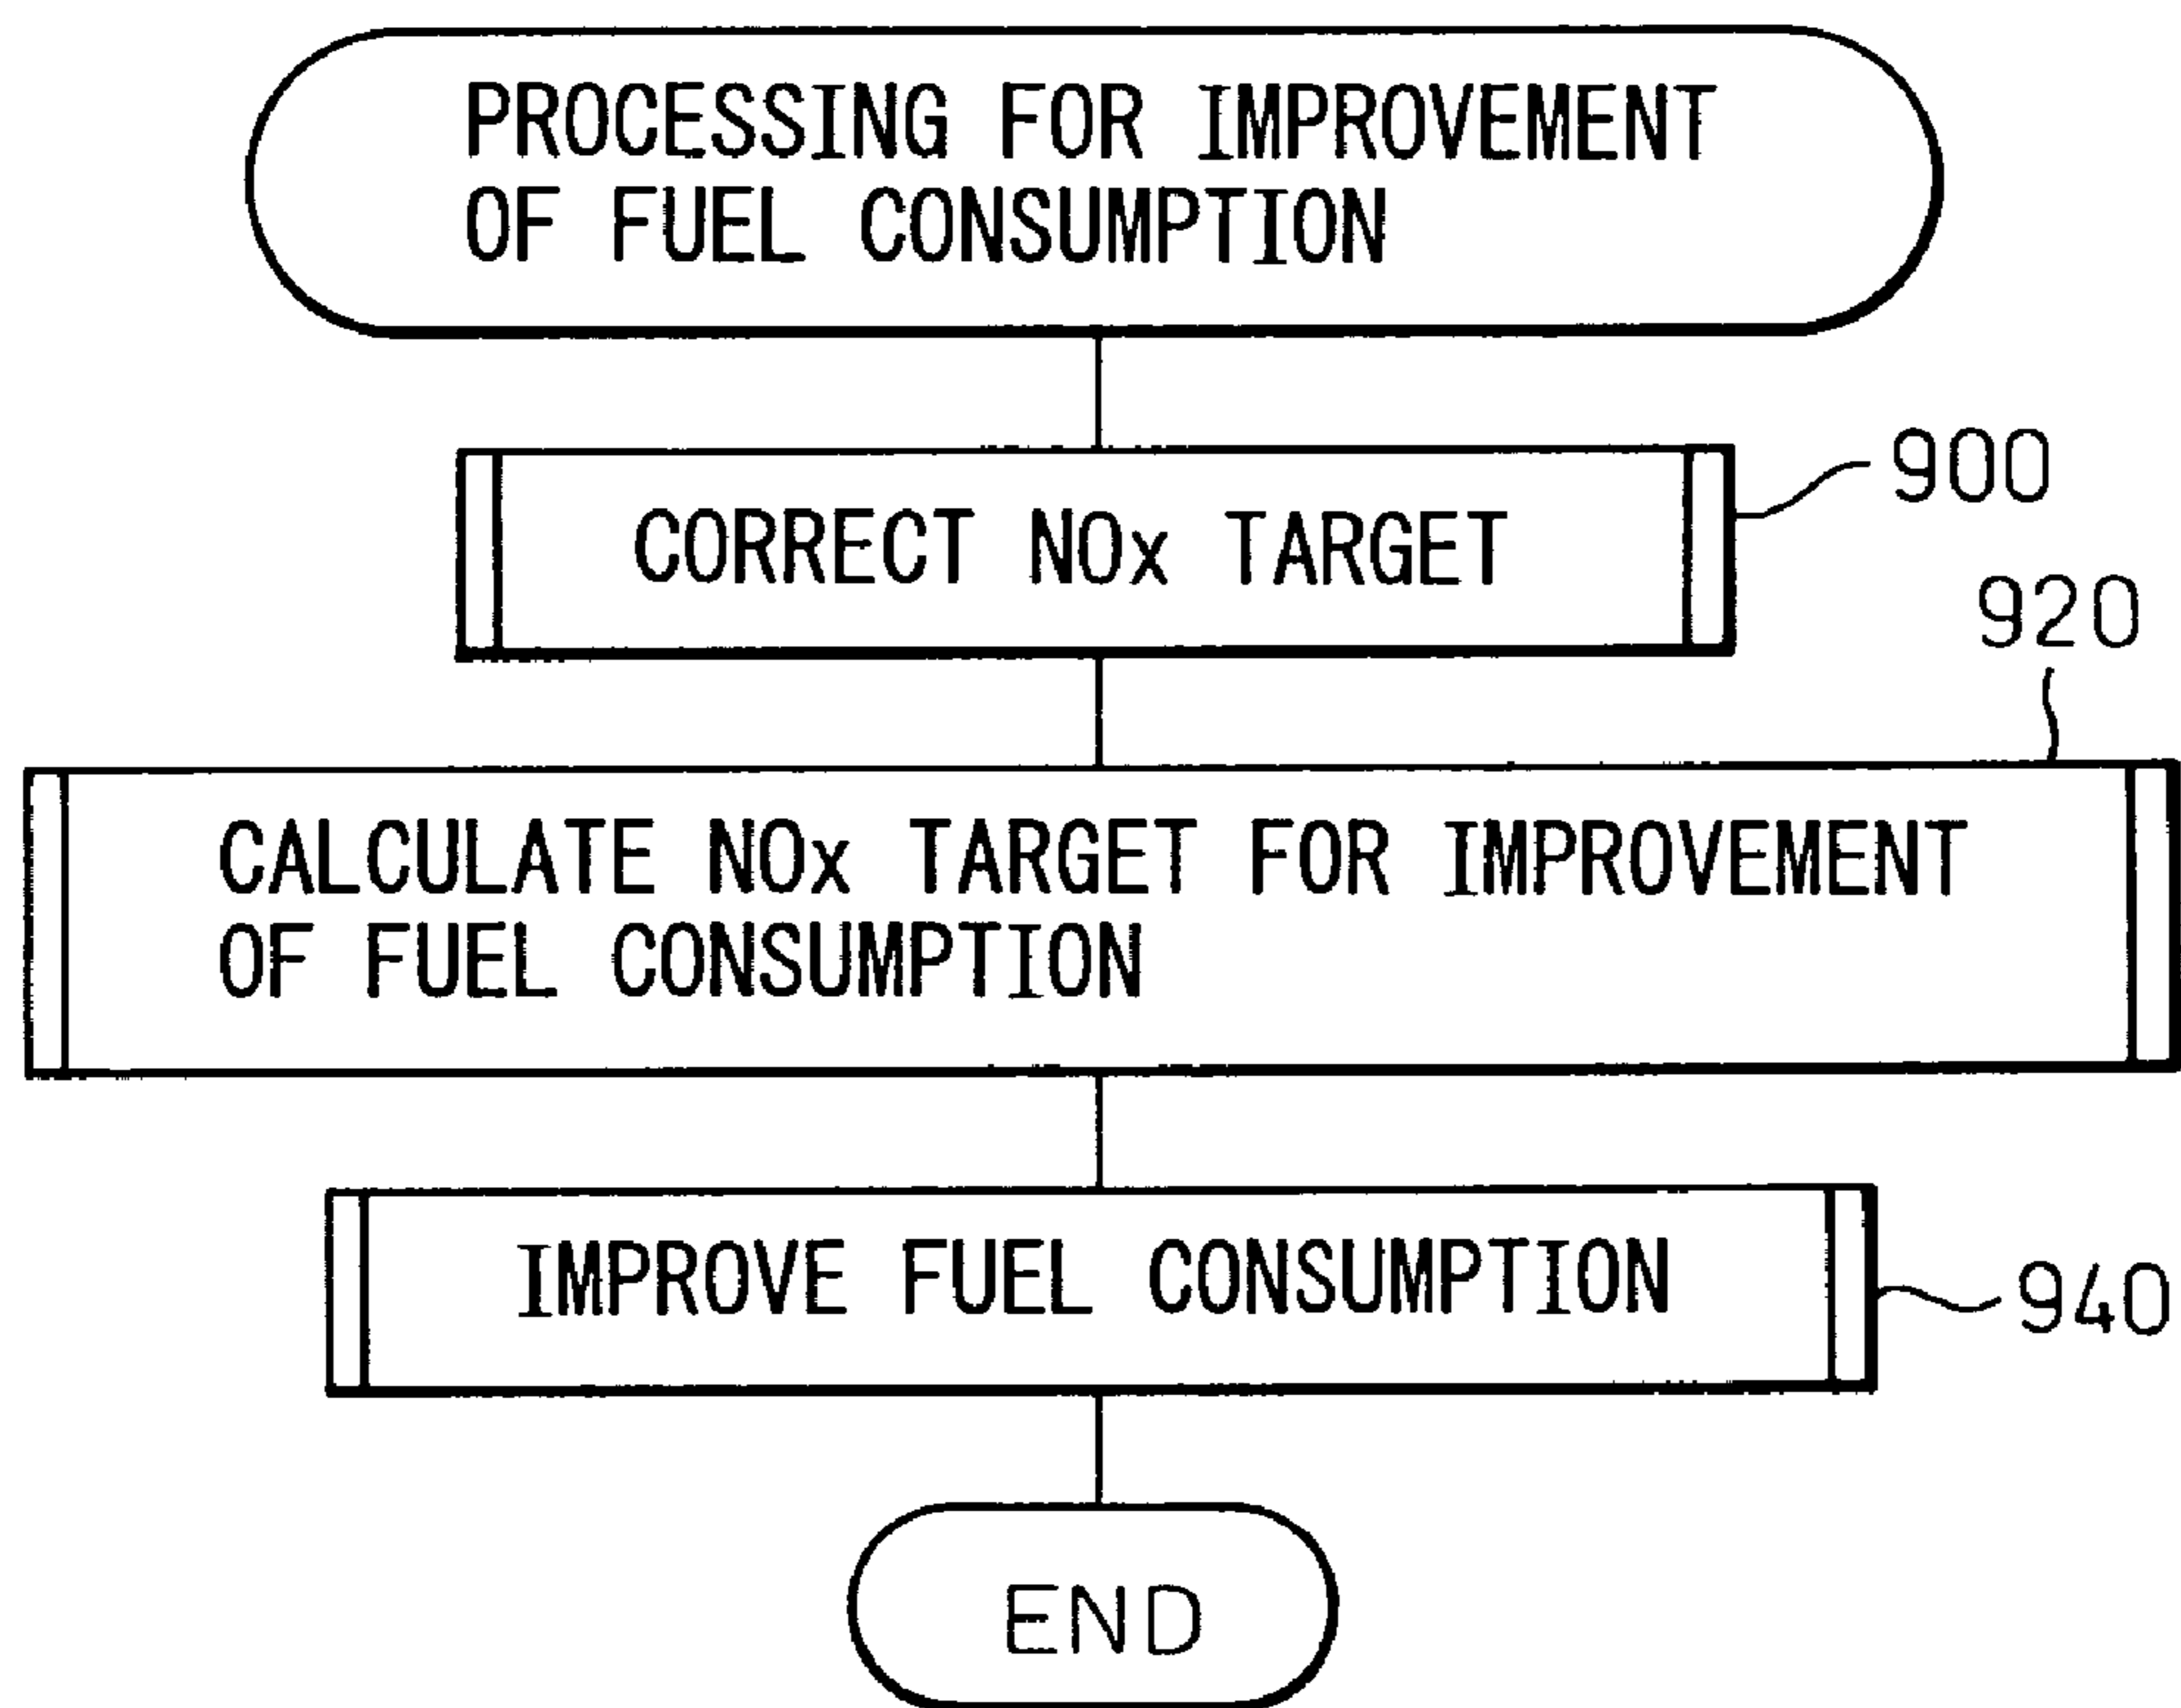 PROCESSING FOR IMPROVEMENT
OF FUEL CONSUMPTION
900
CORRECT NOx TARGET
920
CALCULATE NOx TARGET FOR IMPROVEMENT
OF FUEL CONSUMPTION
IMPROVE FUEL CONSUMPTION
940
END